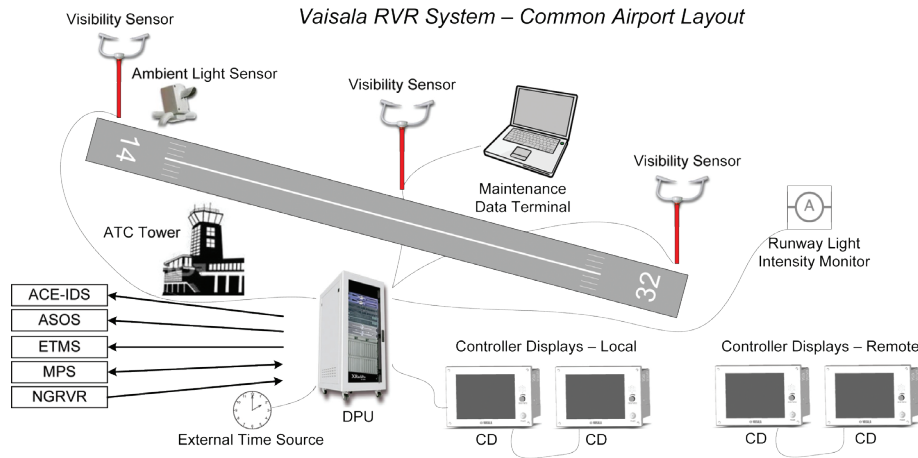 Vaisala RVR System – Common Airport Layout
Visibility Sensor
Ambient Light Sensor
Visibility Sensor
Visibility Sensor
14
Maintenance
Data Terminal
A
Runway Light
Intensity Monitor
ATC Tower
32
ACE-IDS
ASOS
ETMS
MPS
NGRVR
External Time Source
DPU
Controller Displays – Local
CD
CD
Controller Displays – Remote
CD
CD